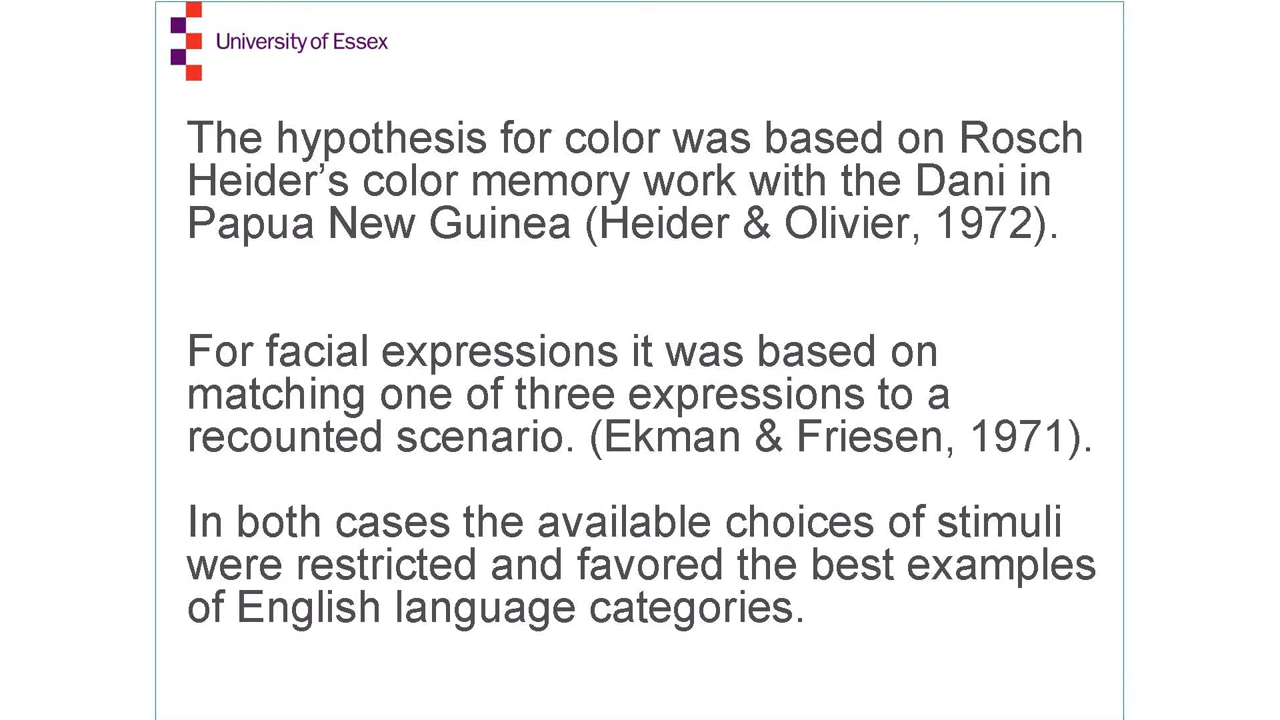 University of Essex
The hypothesis for color was based on Rosch
Heider’s color memory work with the Dani in
Papua New Guinea (Heider & Olivier, 1972).
For facial expressions it was based on
matching one of three expressions to a
recounted scenario. (Ekman & Friesen, 1971).
In both cases the available choices of stimuli
were restricted and favored the best examples
of English language categories.